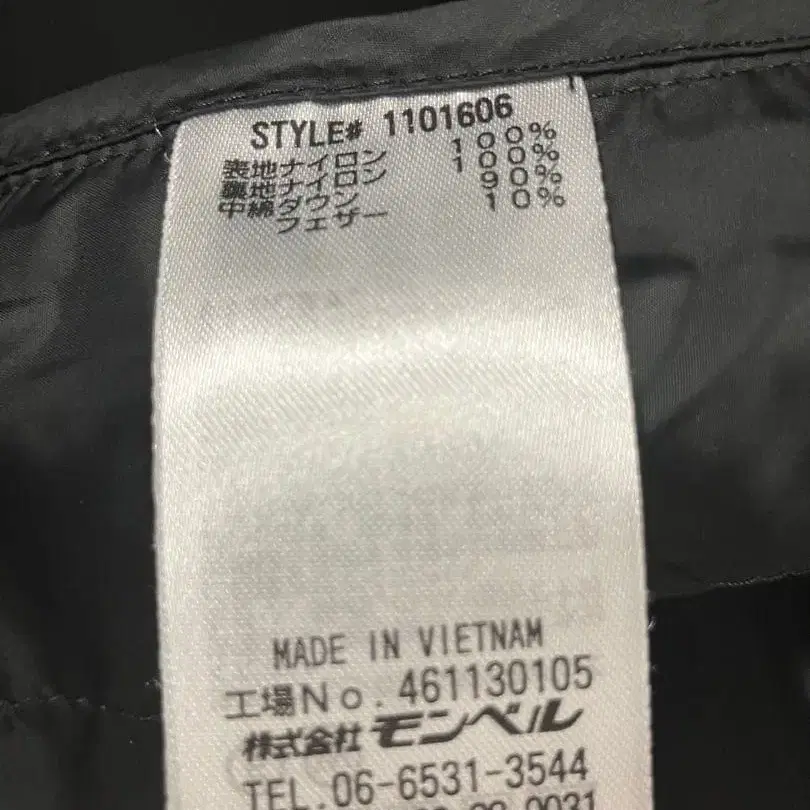 STYLE# 1101606
表地ナイロン 100%
裏地ナイロン 100%
中綿ダウン 90%
フェザー 10%
MADE IN VIETNAM
工場No. 461130105
株式会社モンベル
TEL. 06-6531-3544